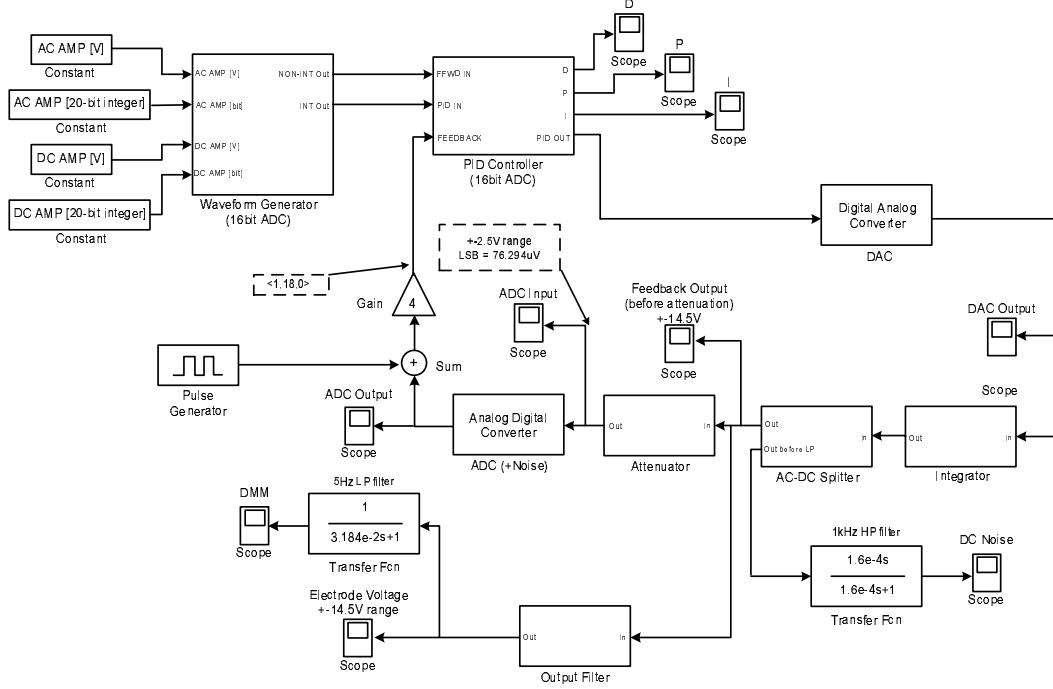 D
Scope
P
Scope
I
Scope
AC AMP [V]
Constant
AC AMP [20-bit integer]
Constant
DC AMP [V]
Constant
DC AMP [20-bit integer]
Constant
AC AMP [V]
AC AMP [bit]
DC AMP [V]
DC AMP [bit]
NON-INT Out
INT Out
Waveform Generator
(16bit ADC)
FFWD IN
PID IN
FEEDBACK
D
P
I
PID OUT
PID Controller
(16bit ADC)
Digital Analog
Converter
DAC
+-2.5V range
LSB = 76.294uV
<1,18,0>
Gain
4
ADC Input
Scope
Feedback Output
(before attenuation)
+-14.5V
Scope
DAC Output
Scope
Pulse
Generator
+
Sum
ADC Output
Scope
Analog Digital
Converter
ADC (+Noise)
Out
In
Attenuator
Out
Out before LP
In
AC-DC Splitter
Out
In
Integrator
5Hz LP filter
DMM
Scope
1
3.184e-2s+1
Transfer Fcn
1kHz HP filter
1.6e-4s
1.6e-4s+1
Transfer Fcn
DC Noise
Scope
Electrode Voltage
+-14.5V range
Scope
Out
In
Output Filter